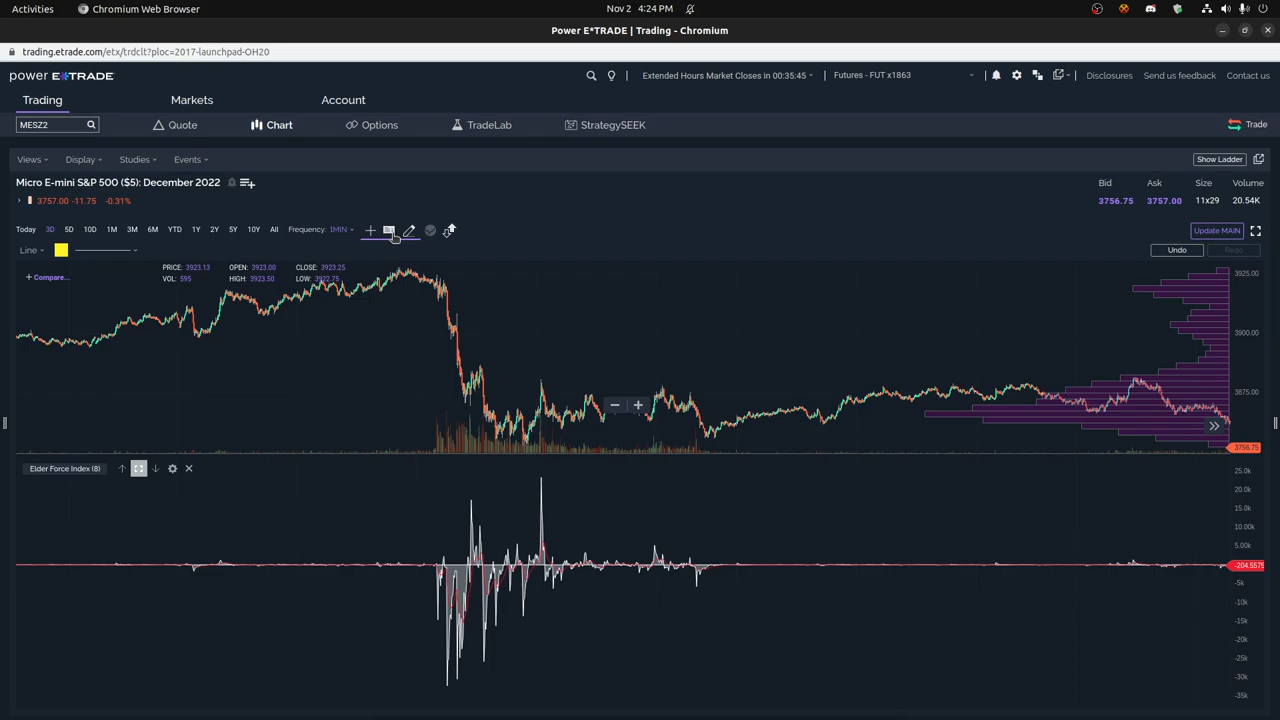 Activities Chromium Web Browser Nov 2 4:24 PM
Power E*TRADE | Trading - Chromium
trading.etrade.com/etx/trdclt?ploc=2017-launchpad-OH20
power E*TRADE Extended Hours Market Closes in 00:35:45 Futures - FUT x1863 Disclosures Send us feedback Contact us
Trading Markets Account
MESZ2 Quote Chart Options TradeLab StrategySEEK Trade
Views Display Studies Events Show Ladder
Micro E-mini S&P 500 ($5): December 2022 Bid Ask Size Volume
3757.00 -11.75 -0.31% 3756.75 3757.00 11x29 20.54K
Today 3D 5D 10D 1M 3M 6M YTD 1Y 2Y 5Y 10Y All Frequency: 1MIN Update MAIN
Line Undo Redo
+ Compare... PRICE: 3923.13 OPEN: 3923.00 CLOSE: 3923.25
VOL: 595 HIGH: 3923.50 LOW: 3922.75
3925.00
3900.00
3875.00
3756.75
Elder Force Index (8)
25.0k
20.0k
15.0k
10.00k
5.00k
-204.5575
-5k
-10k
-15k
-20k
-25k
-30k
-35k